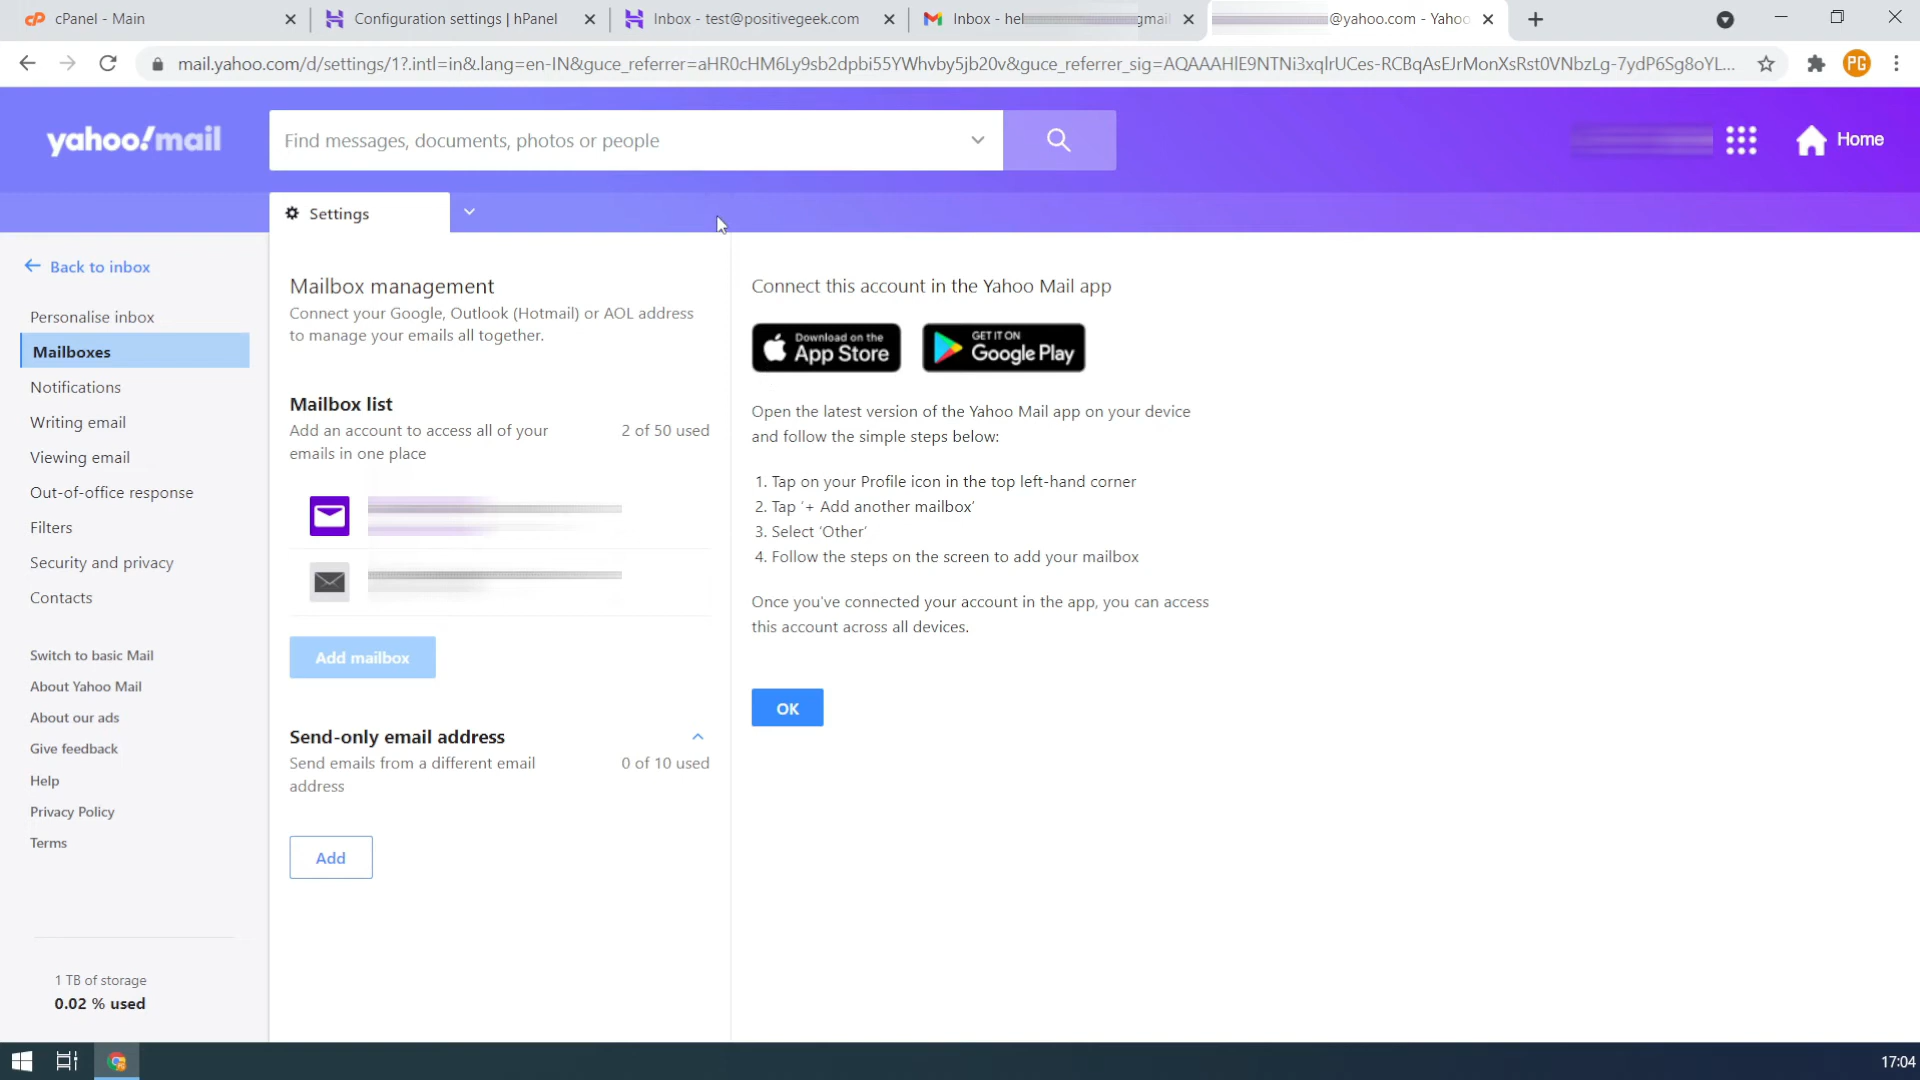 cPanel - Main
Configuration settings | hPanel
Inbox - test@positivegeek.com
Inbox - hel gmail
@yahoo.com - Yahoo
mail.yahoo.com/d/settings/1?.intl=in&.lang=en-IN&guce_referrer=aHR0cHM6Ly9sb2dpbi55YWhvby5jb20v&guce_referrer_sig=AQAAAHlE9NTNi3xqlrUCes-RCBqAsEJrMonXsRst0VNbzLg-7ydP6Sg8oYL...
PG
yahoo!mail
Find messages, documents, photos or people
Home
Settings
Back to inbox
Personalise inbox
Mailboxes
Notifications
Writing email
Viewing email
Out-of-office response
Filters
Security and privacy
Contacts
Switch to basic Mail
About Yahoo Mail
About our ads
Give feedback
Help
Privacy Policy
Terms
1 TB of storage
0.02 % used
Mailbox management
Connect your Google, Outlook (Hotmail) or AOL address
to manage your emails all together.
Mailbox list
Add an account to access all of your 2 of 50 used
emails in one place
Add mailbox
Send-only email address
Send emails from a different email 0 of 10 used
address
Add
Connect this account in the Yahoo Mail app
Download on the
App Store
GET IT ON
Google Play
Open the latest version of the Yahoo Mail app on your device
and follow the simple steps below:
1. Tap on your Profile icon in the top left-hand corner
2. Tap '+ Add another mailbox'
3. Select 'Other'
4. Follow the steps on the screen to add your mailbox
Once you've connected your account in the app, you can access
this account across all devices.
OK
17:04